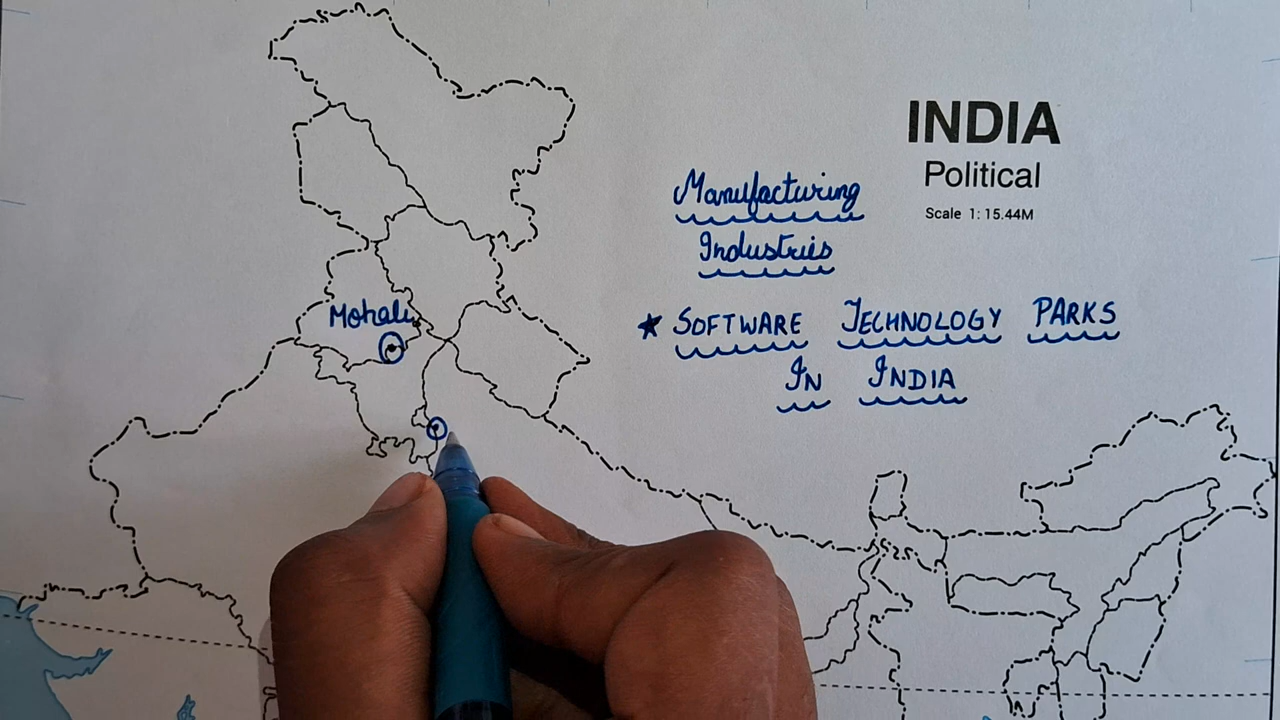 INDIA
Political
Scale 1:15.44M
Manufacturing
Industries
★ SOFTWARE TECHNOLOGY PARKS
IN INDIA
Mohali